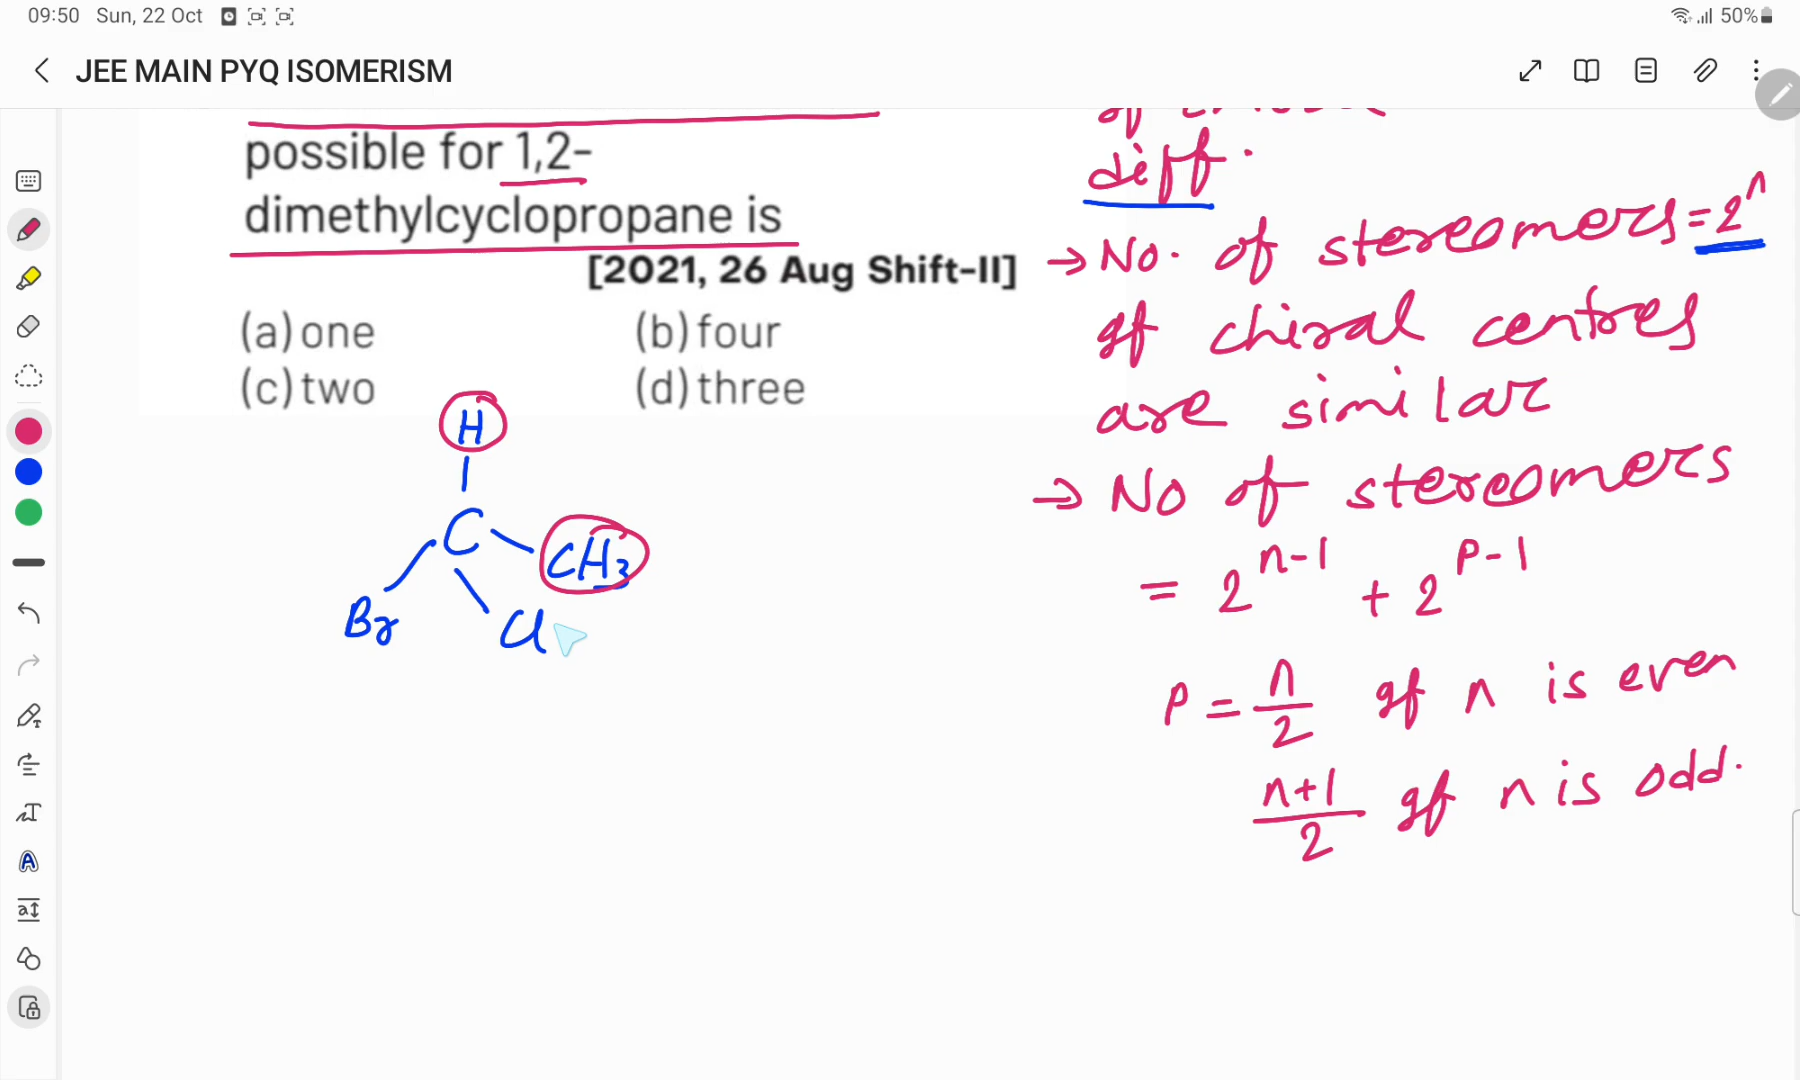 09:50 Sun, 22 Oct
50%
JEE MAIN PYQ ISOMERISM
possible for 1,2-
dimethylcyclopropane is
[2021, 26 Aug Shift-II]
(a) one (b) four
(c) two (d) three
H
C
CH3
Br
Cl
diff.
→ No. of stereomers = 2^n
if chiral centres
are similar
→ No of stereomers
= 2^n-1 + 2^P-1
P = n/2 if n is even
n+1/2 if n is odd.